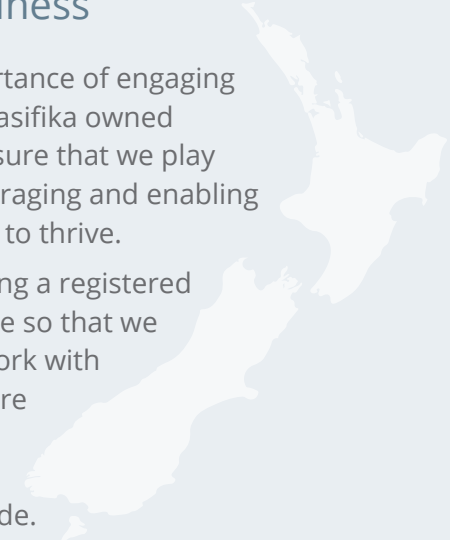 iness
rtance of engaging
asifika owned
sure that we play
raging and enabling
to thrive.
ng a registered
e so that we
ork with
re
de.